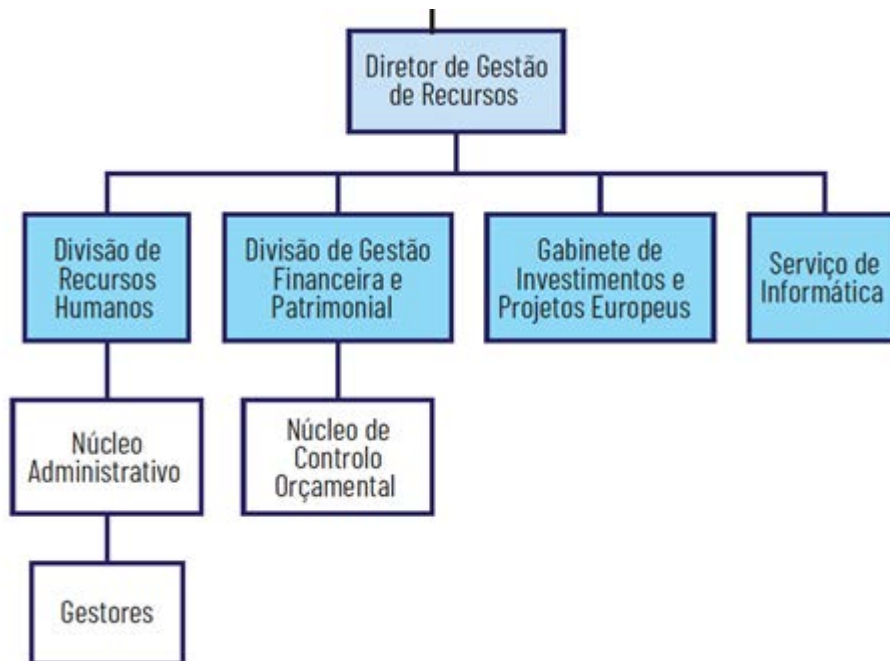 Diretor de Gestão
de Recursos
Divisão de
Recursos
Humanos
Divisão de Gestão
Financeira e
Patrimonial
Gabinete de
Investimentos e
Projetos Europeus
Serviço de
Informática
Núcleo
Administrativo
Núcleo de
Controlo
Orçamental
Gestores